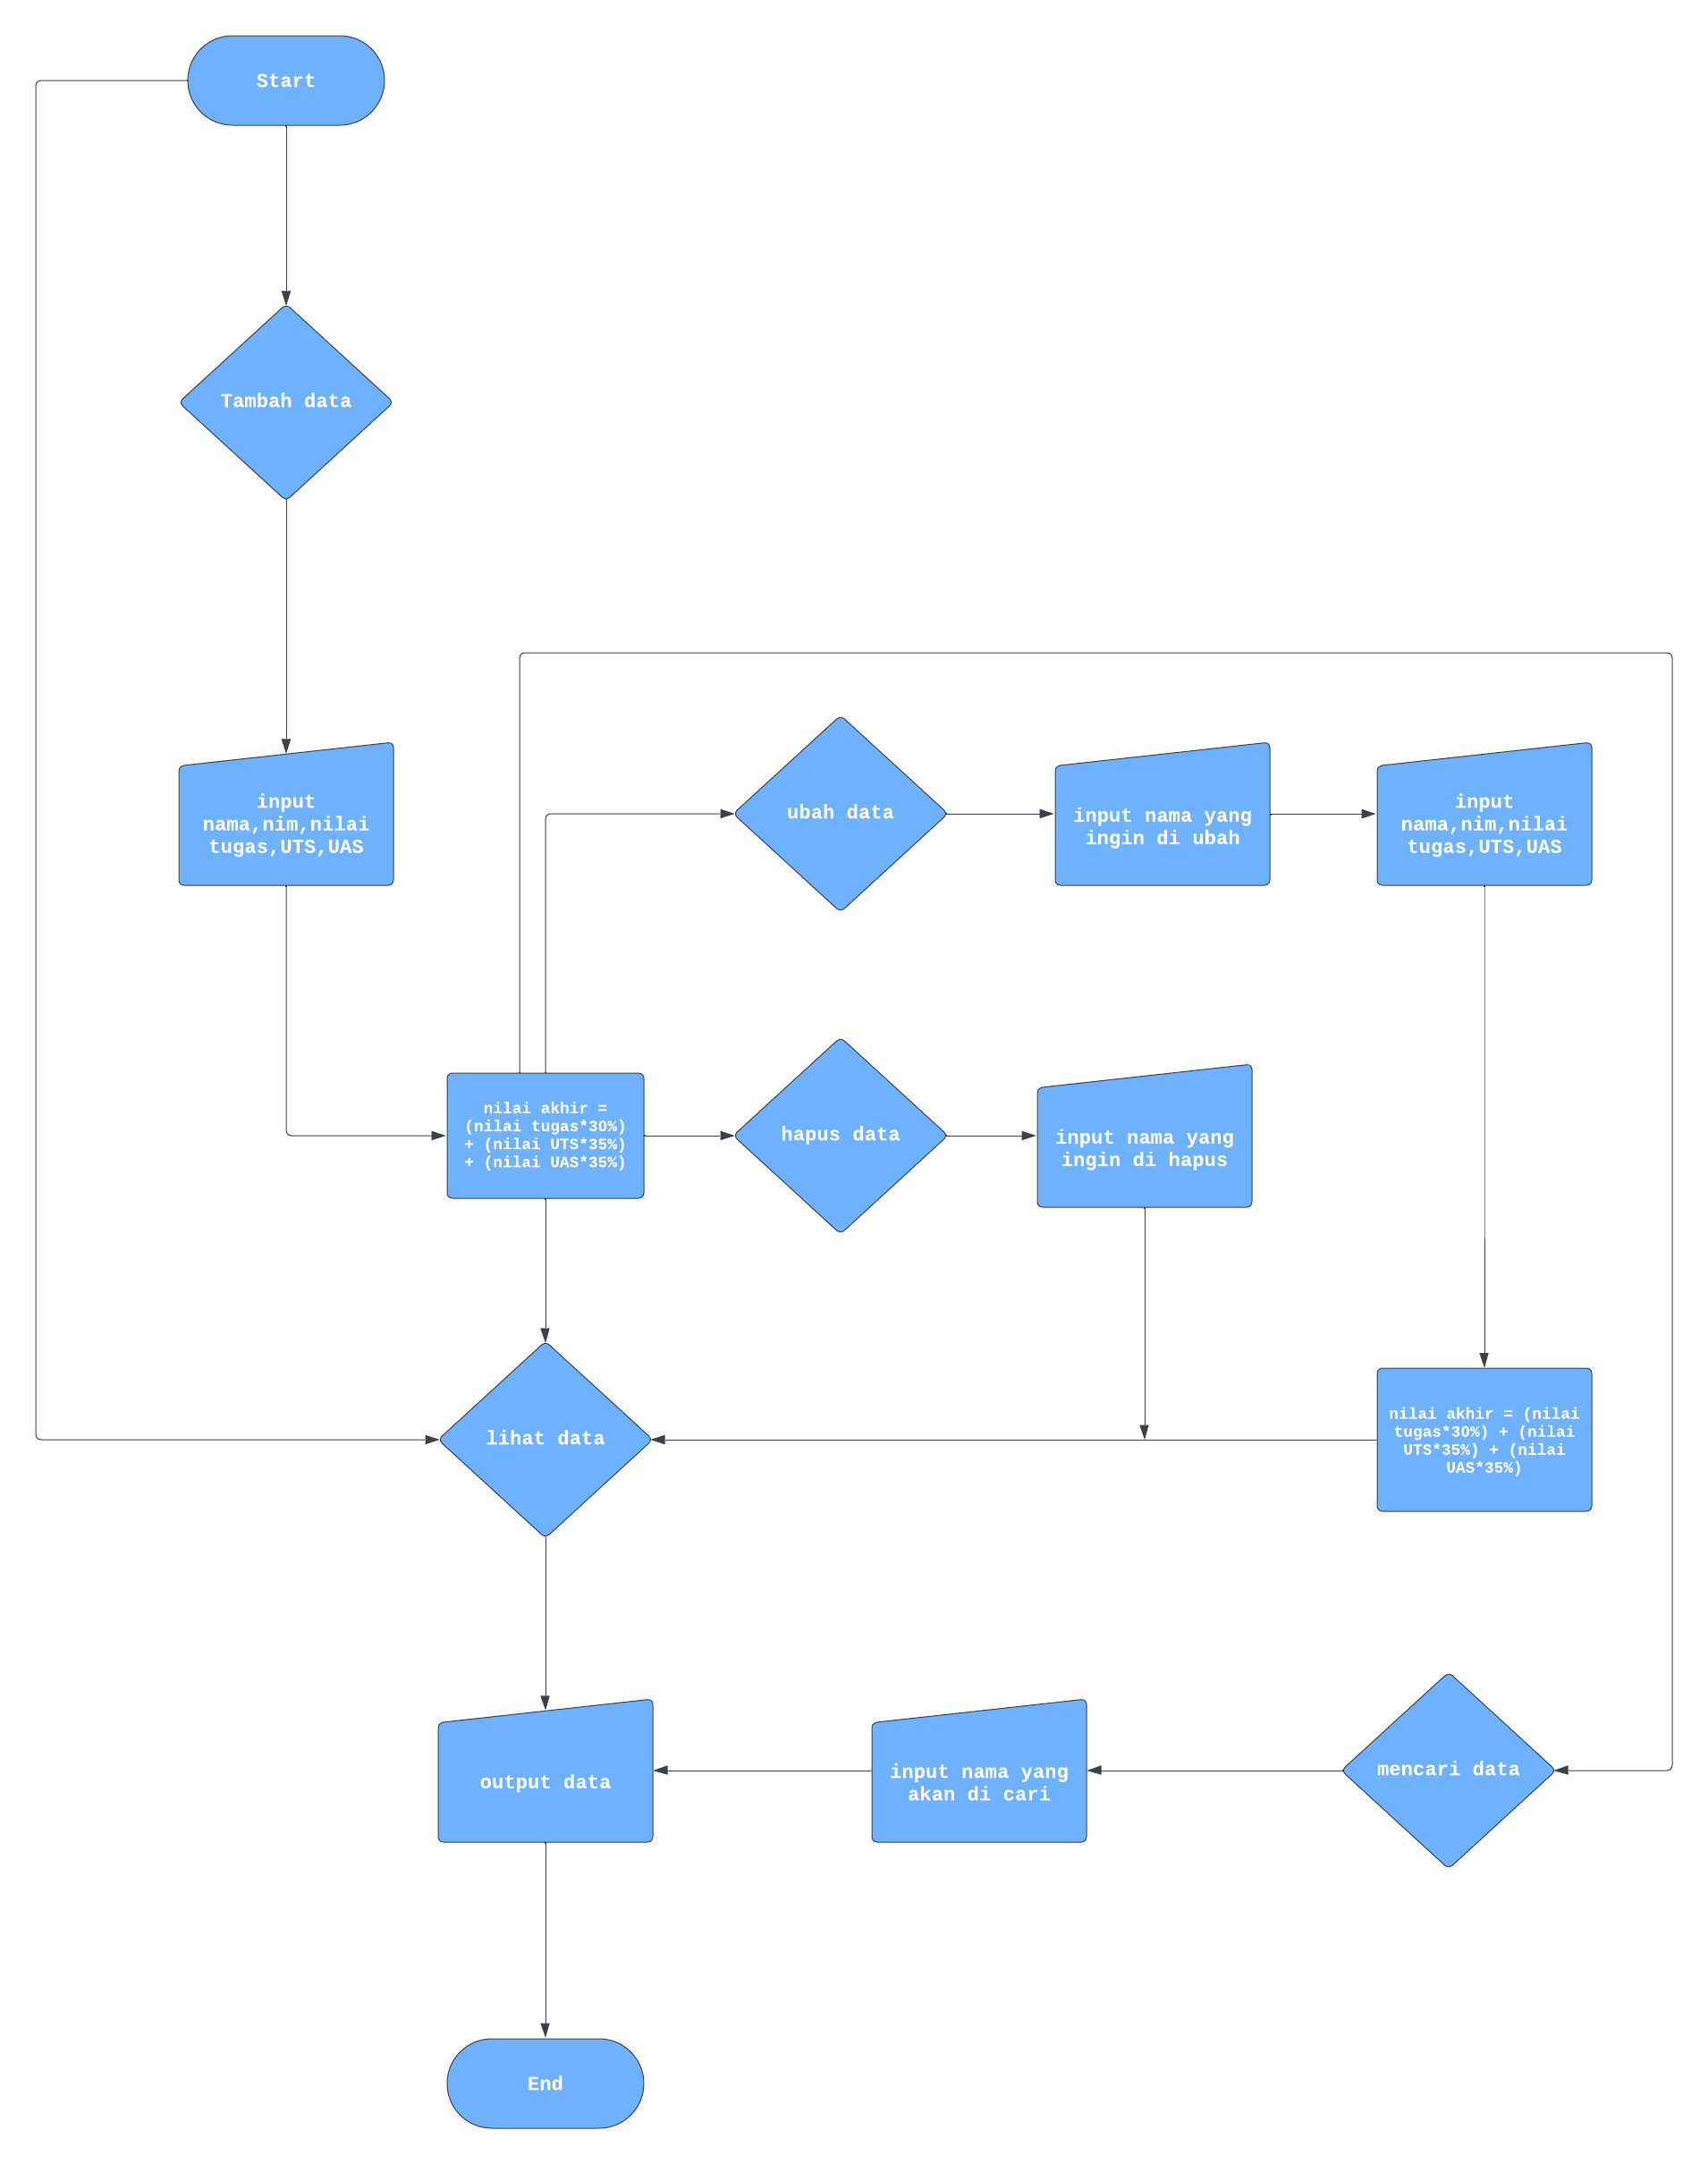 Start
Tambah data
input
nama,nim,nilai
tugas,UTS,UAS
ubah data
input nama yang
ingin di ubah
input
nama,nim,nilai
tugas,UTS,UAS
nilai akhir =
(nilai tugas*30%)
+ (nilai UTS*35%)
+ (nilai UAS*35%)
hapus data
input nama yang
ingin di hapus
lihat data
nilai akhir = (nilai
tugas*30%) + (nilai
UTS*35%) + (nilai
UAS*35%)
output data
input nama yang
akan di cari
mencari data
End